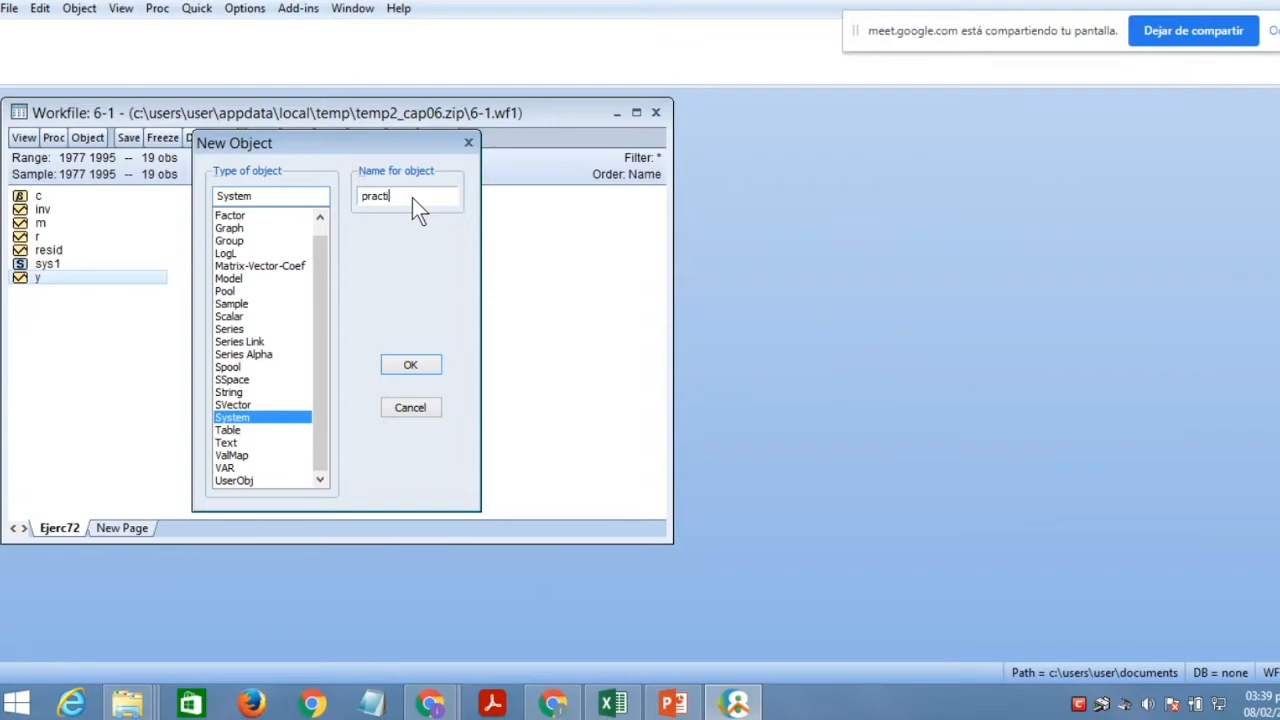 File Edit Object View Proc Quick Options Add-ins Window Help
meet.google.com está compartiendo tu pantalla. Dejar de compartir
Workfile: 6-1 - (c:\users\user\appdata\local\temp\temp2_cap06.zip\6-1.wf1)
View Proc Object Save Freeze
New Object
Range: 1977 1995 -- 19 obs
Filter: *
Sample: 1977 1995 -- 19 obs
Order: Name
c
inv
m
r
resid
sys1
y
Type of object
Name for object
System
practi
Factor
Graph
Group
LogL
Matrix-Vector-Coef
Model
Pool
Sample
Scalar
Series
Series Link
Series Alpha
Spool
SSpace
String
SVector
System
Table
Text
ValMap
VAR
UserObj
OK
Cancel
Ejerc72 New Page
Path = c:\users\user\documents DB = none
03:39